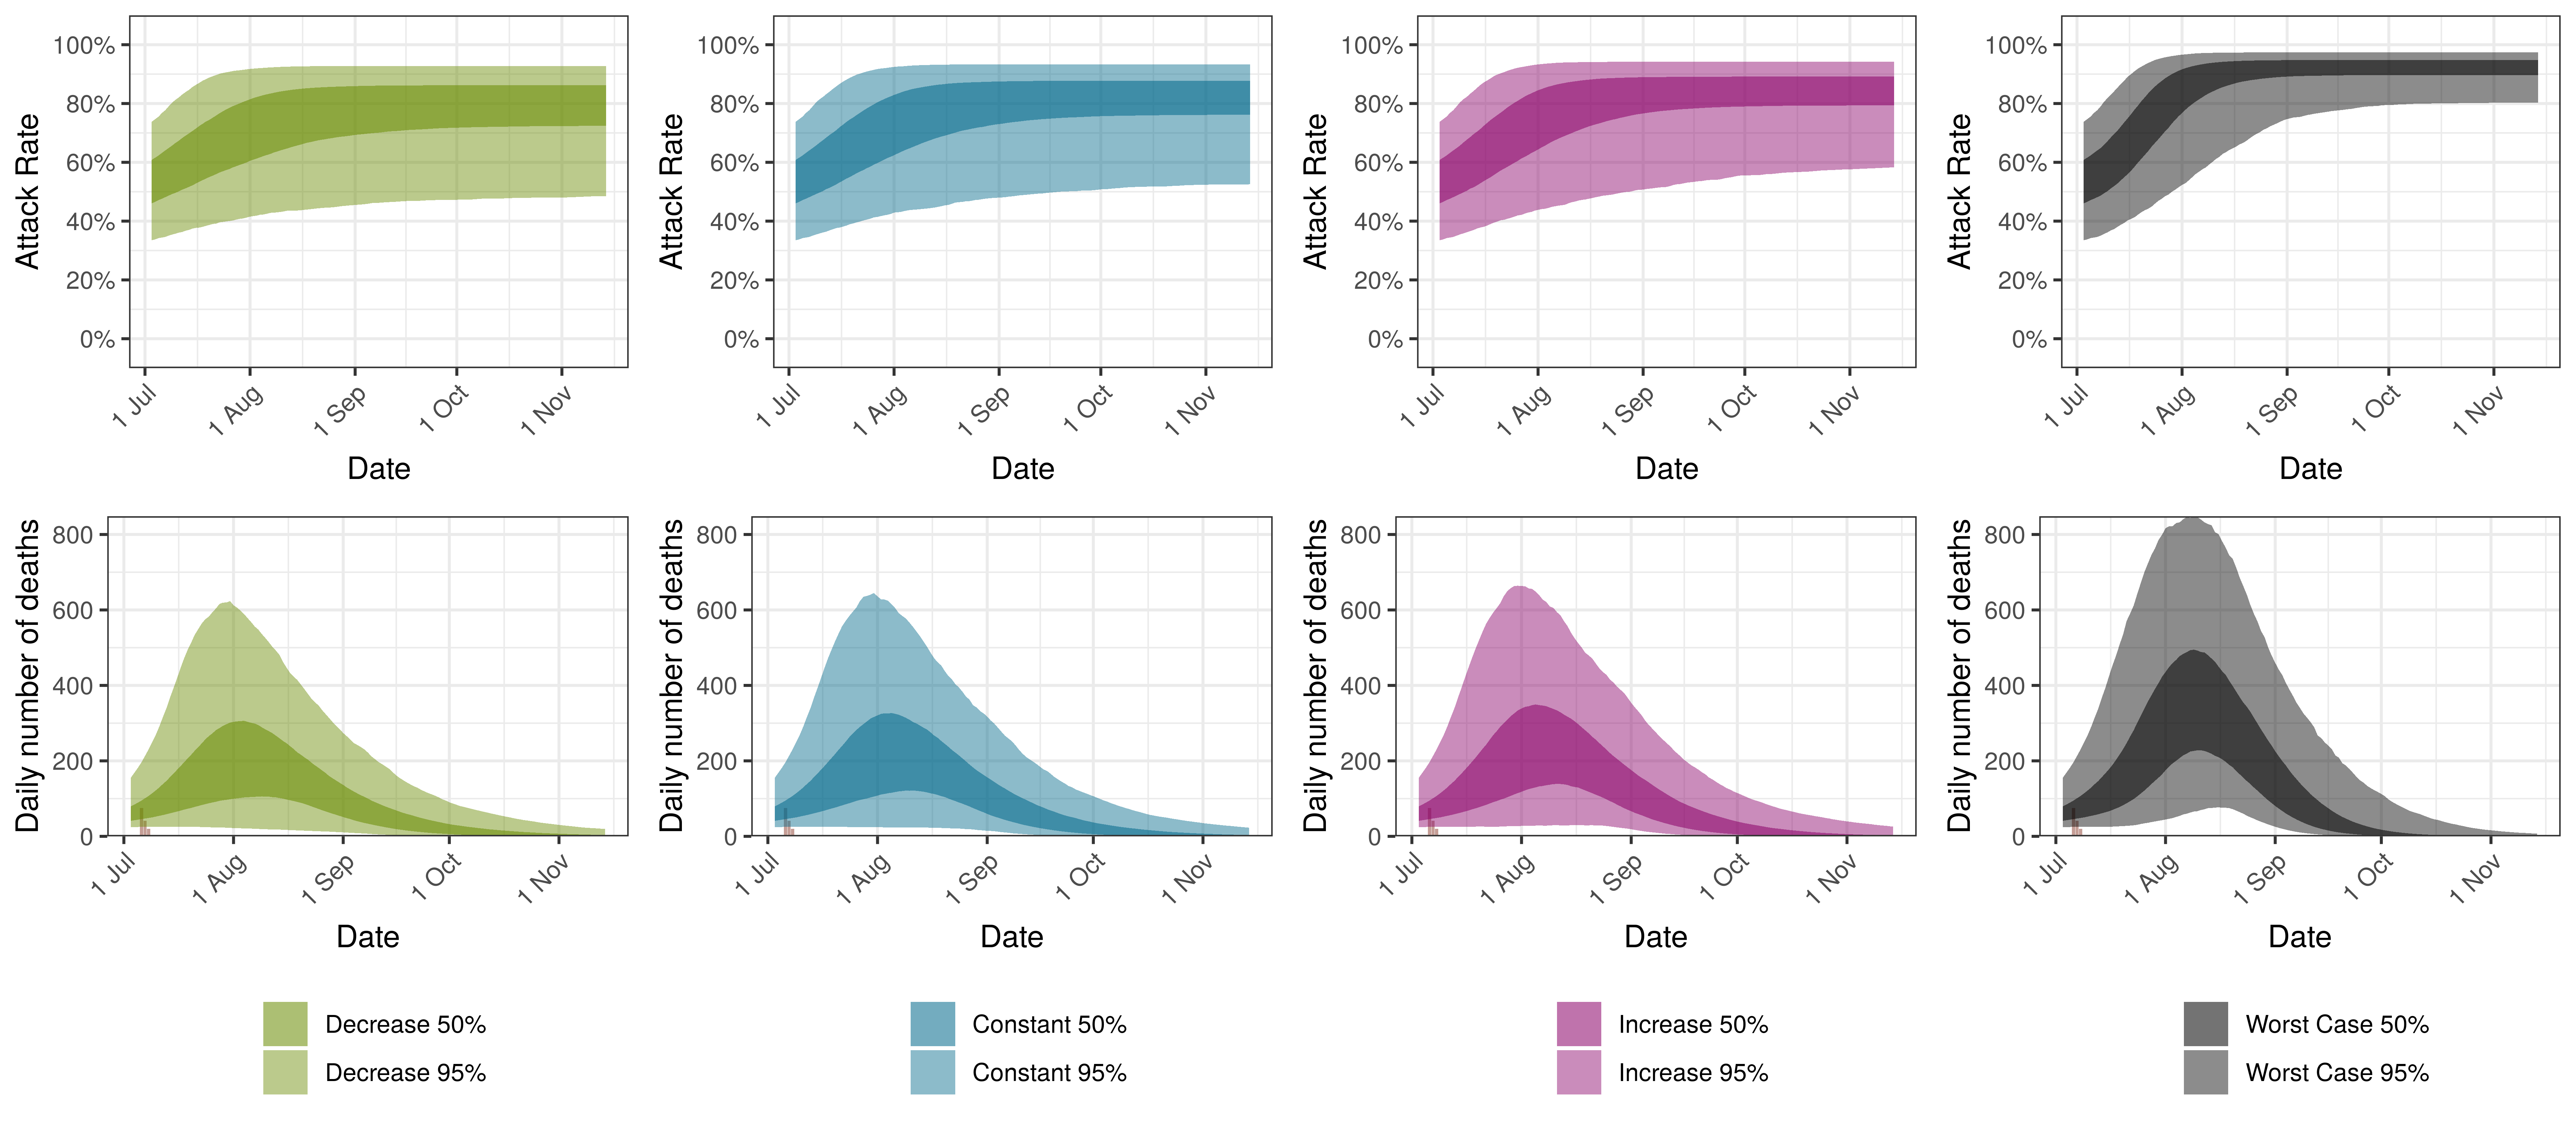 Attack Rate
100%
80%
60%
40%
20%
0%
1 Jul
1 Aug
1 Sep
1 Oct
1 Nov
Date
Attack Rate
100%
80%
60%
40%
20%
0%
1 Jul
1 Aug
1 Sep
1 Oct
1 Nov
Date
Attack Rate
100%
80%
60%
40%
20%
0%
1 Jul
1 Aug
1 Sep
1 Oct
1 Nov
Date
Attack Rate
100%
80%
60%
40%
20%
0%
1 Jul
1 Aug
1 Sep
1 Oct
1 Nov
Date
Daily number of deaths
800
600
400
200
0
1 Jul
1 Aug
1 Sep
1 Oct
1 Nov
Date
Daily number of deaths
800
600
400
200
0
1 Jul
1 Aug
1 Sep
1 Oct
1 Nov
Date
Daily number of deaths
800
600
400
200
0
1 Jul
1 Aug
1 Sep
1 Oct
1 Nov
Date
Daily number of deaths
800
600
400
200
0
1 Jul
1 Aug
1 Sep
1 Oct
1 Nov
Date
Decrease 50%
Decrease 95%
Constant 50%
Constant 95%
Increase 50%
Increase 95%
Worst Case 50%
Worst Case 95%